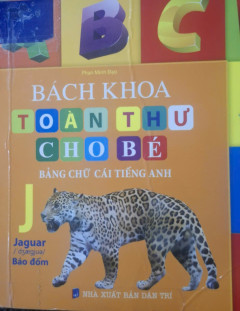 A B C
BÁCH KHOA
TOÀN THƯ
CHO BÉ
BẢNG CHỮ CÁI TIẾNG ANH
J
Jaguar
Báo đốm
NHÀ XUẤT BẢN DÂN TRÍ